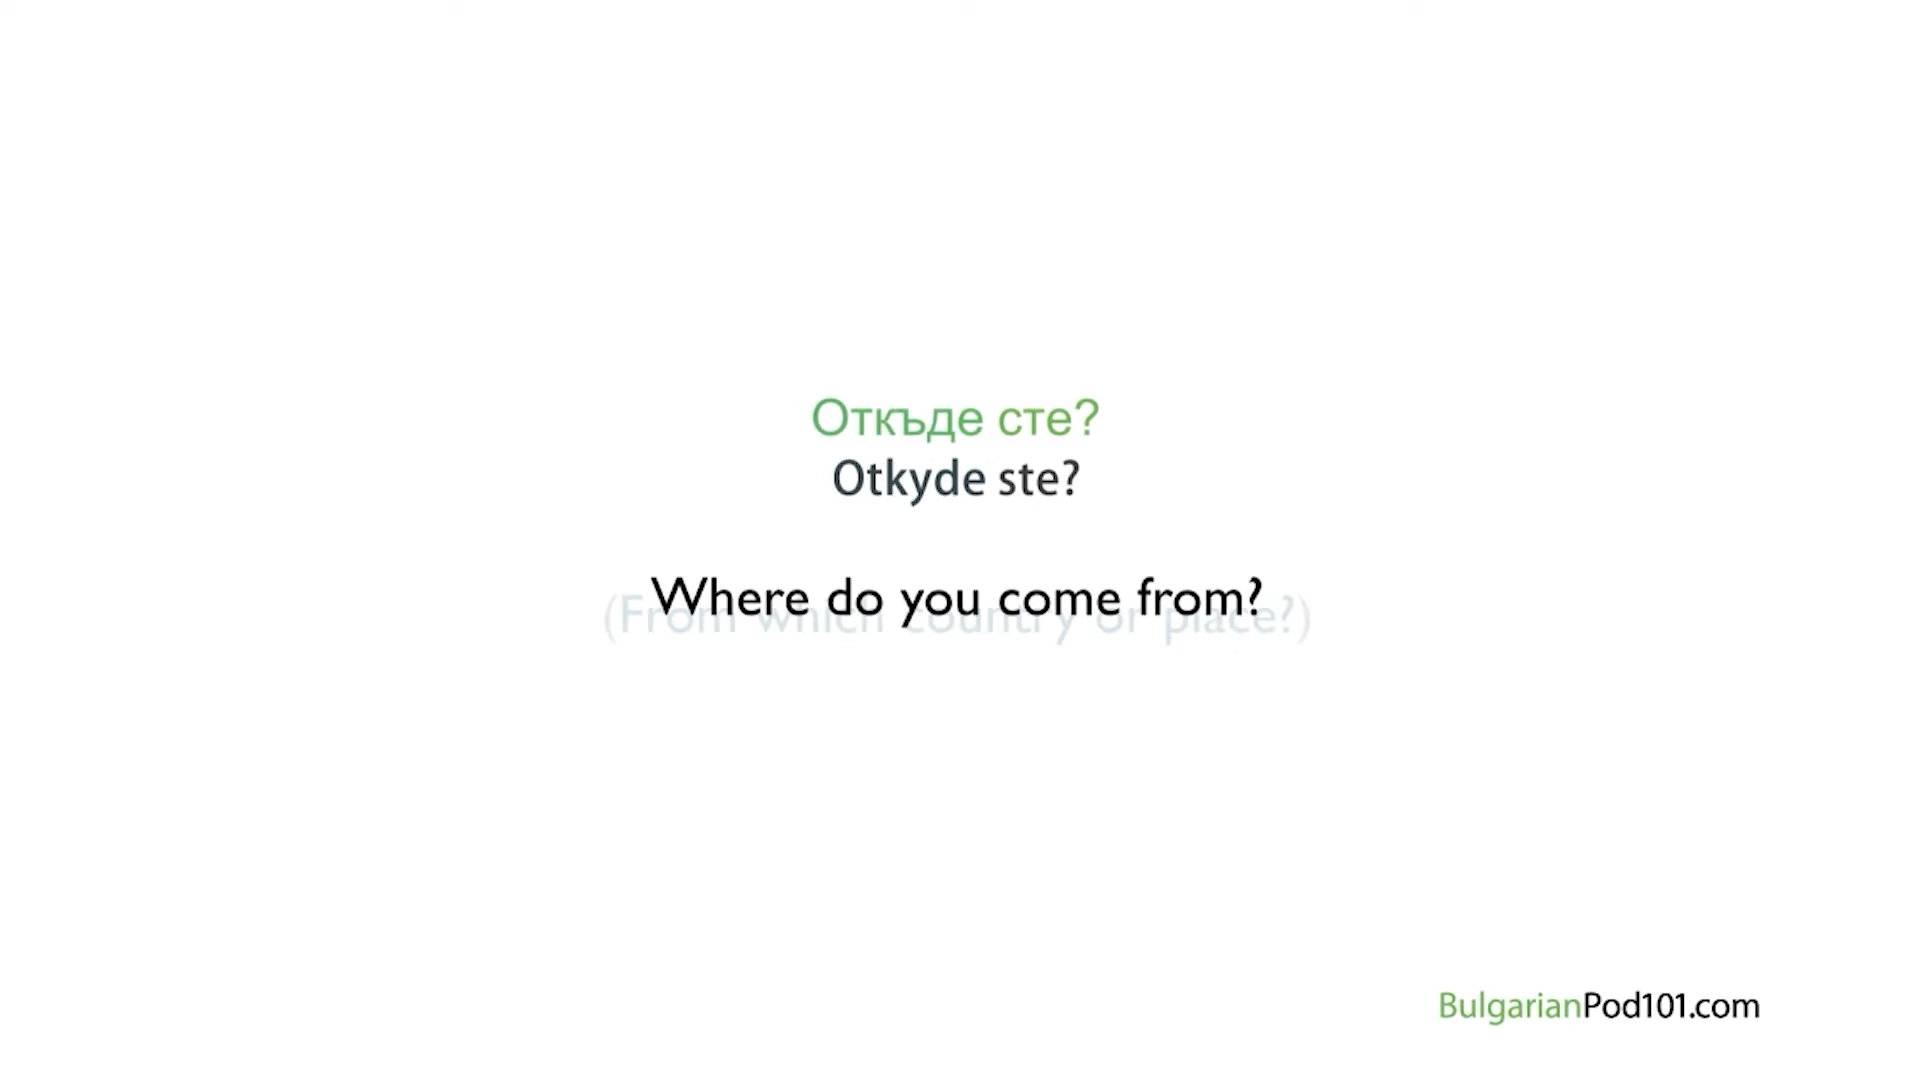 Откъде сте?
Otkyde ste?
Where do you come from?
(From which country or place?)
BulgarianPod101.com